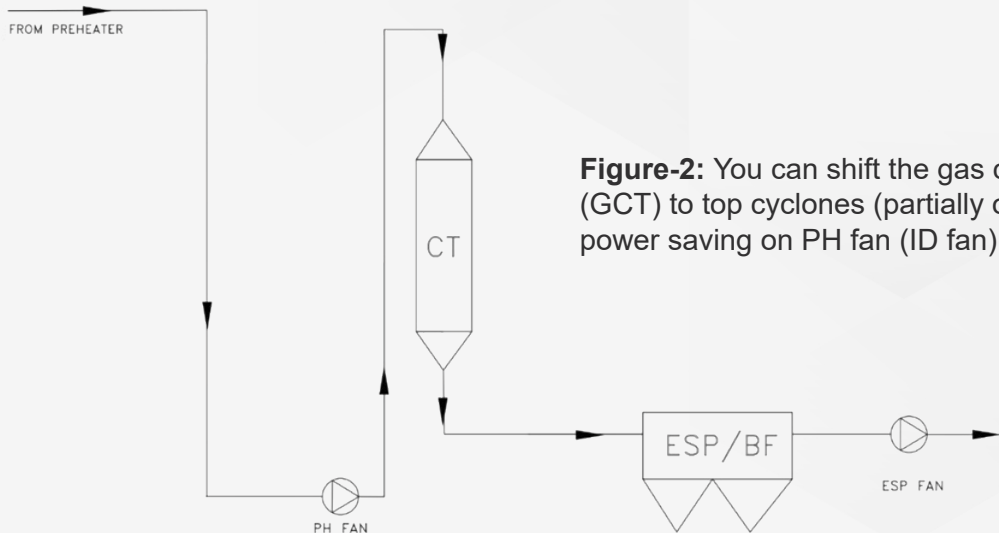 FROM PREHEATER
Figure-2: You can shift the gas
(GCT) to top cyclones (partially
power saving on PH fan (ID fan)
CT
ESP/BF
ESP FAN
PH FAN